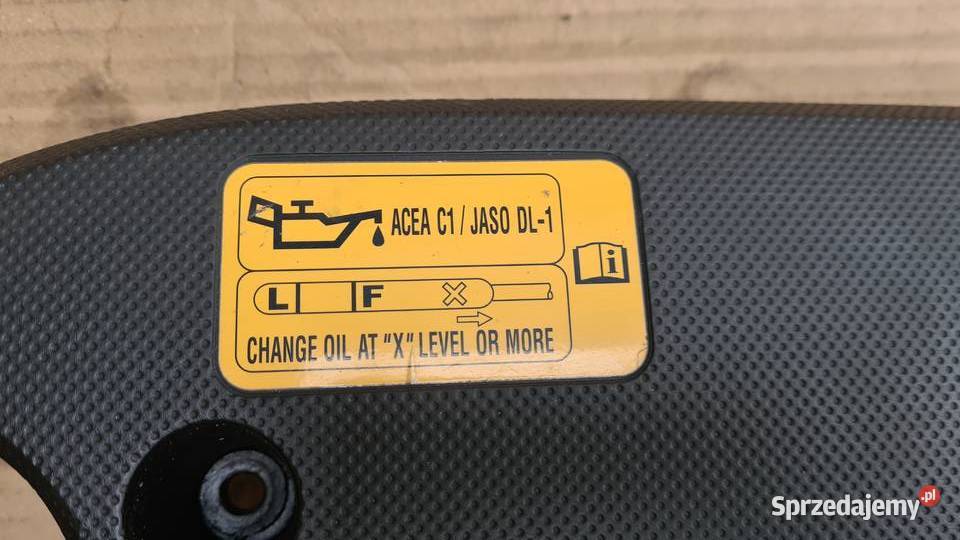 ACEA C1 / JASO DL-1
i
L F X
CHANGE OIL AT "X" LEVEL OR MORE
Sprzedajemy.pl